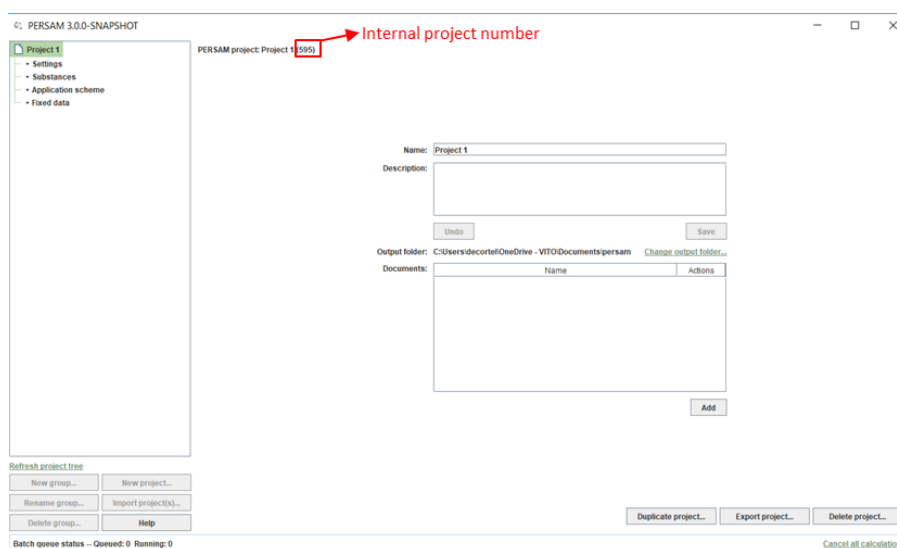 PERSAM 3.0.0-SNAPSHOT
Internal project number
Project 1
• Settings
• Substances
• Application scheme
• Fixed data
PERSAM project: Project 1 (595)
Name: Project 1
Description:
Undo Save
Output folder: C:\Users\decortel\OneDrive - VITO\Documents\persam Change output folder...
Documents: Name Actions
Add
Refresh project tree
New group... New project...
Rename group... Import project(s)...
Delete group... Help
Duplicate project... Export project... Delete project...
Batch queue status -- Queued: 0 Running: 0
Cancel all calculatio